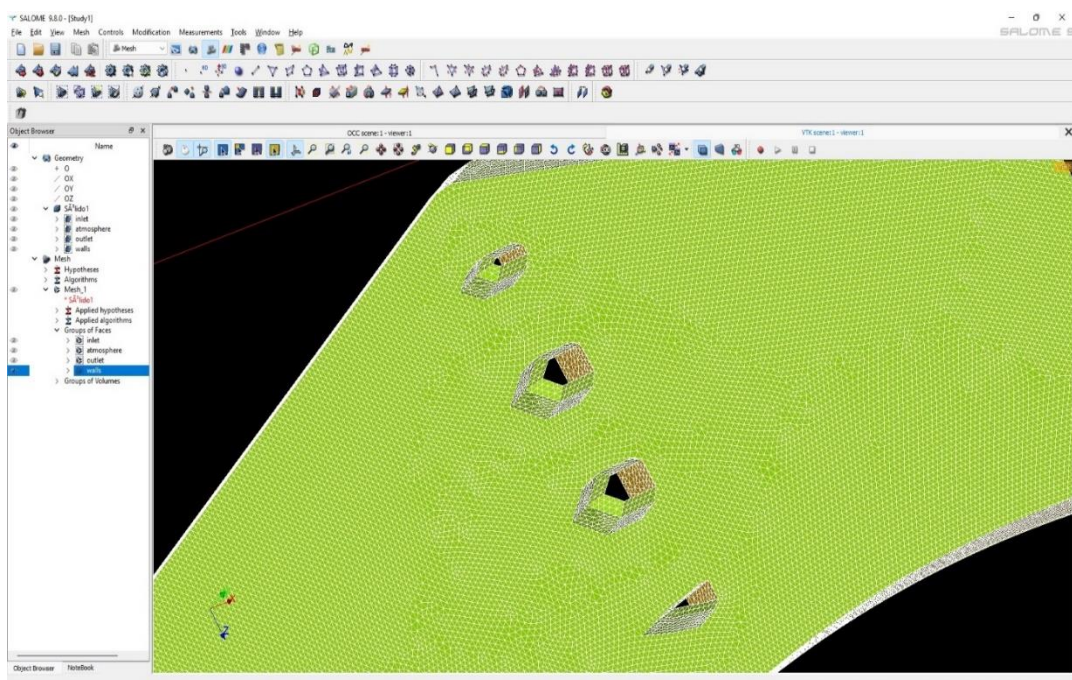 SALOME 9.8.0 - [Study1]
File Edit View Mesh Controls Modification Measurements Tools Window Help
SALOME 9
Mesh
Object Browser
OCC scene:1 - viewer:1
VTK scene:1 - viewer:1
Name
Geometry
O
OX
OY
OZ
SÃ³lido1
inlet
atmosphere
outlet
walls
Mesh
Hypotheses
Algorithms
Mesh_1
* SÃ³lido1
Applied hypotheses
Applied algorithms
Groups of Faces
inlet
atmosphere
outlet
walls
Groups of Volumes
X
Z
Object Browser NoteBook